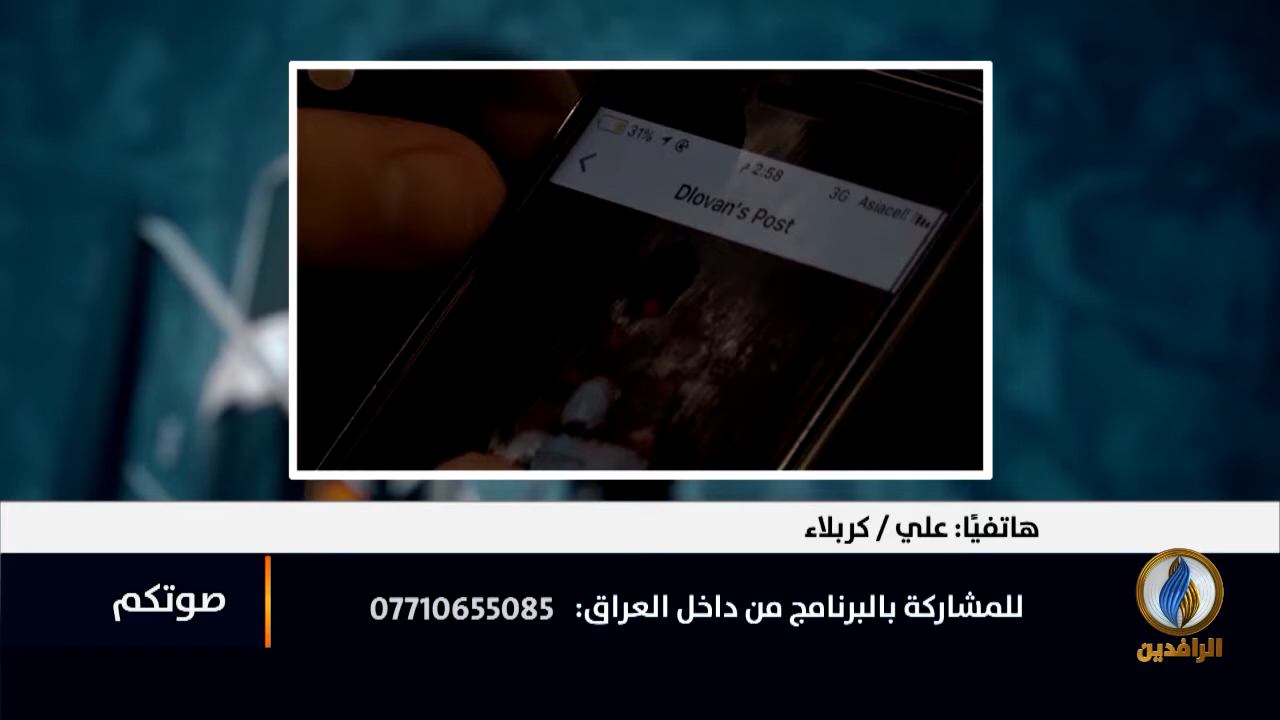 31%
2:58
3G Asiacell
Dlovan's Post
هاتفيًا: علي / كربلاء
للمشاركة بالبرنامج من داخل العراق: 07710655085
صوتكم
الرافدين